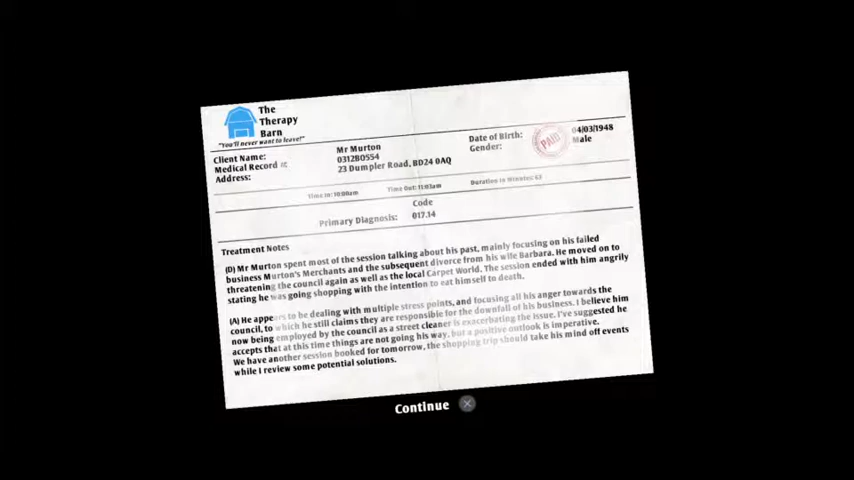 The
Therapy
Barn
"You'll never want to leave!"
Client Name: Mr Murton
Medical Record #: 0312B0554
Address: 23 Dumpler Road, BD24 0AQ
Date of Birth: 04/03/1948
Gender: Male
PAID
Time In: 10:00am Time Out: 11:03am Duration in Minutes: 63
Code
Primary Diagnosis: 017.14
Treatment Notes
(D) Mr Murton spent most of the session talking about his past, mainly focusing on his failed
business Murton's Merchants and the subsequent divorce from his wife Barbara. He moved on to
threatening the council again as well as the local Carpet World. The session ended with him angrily
stating he was going shopping with the intention to eat himself to death.
(A) He appears to be dealing with multiple stress points, and focusing all his anger towards the
council, to which he still claims they are responsible for the downfall of his business. I believe him
now being employed by the council as a street cleaner is exacerbating the issue. I've suggested he
accepts that at this time things are not going his way, but a positive outlook is imperative.
We have another session booked for tomorrow, the shopping trip should take his mind off events
while I review some potential solutions.
Continue